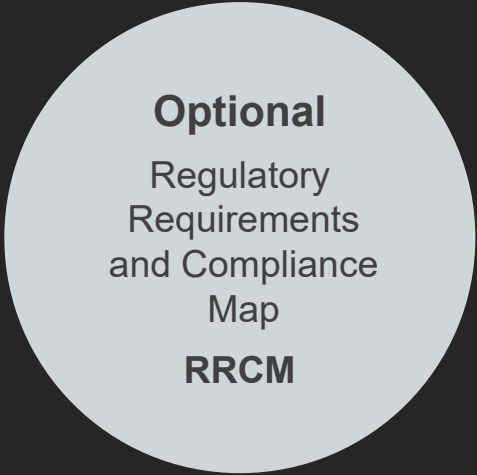 Optional
Regulatory
Requirements
and Compliance
Map
RRCM